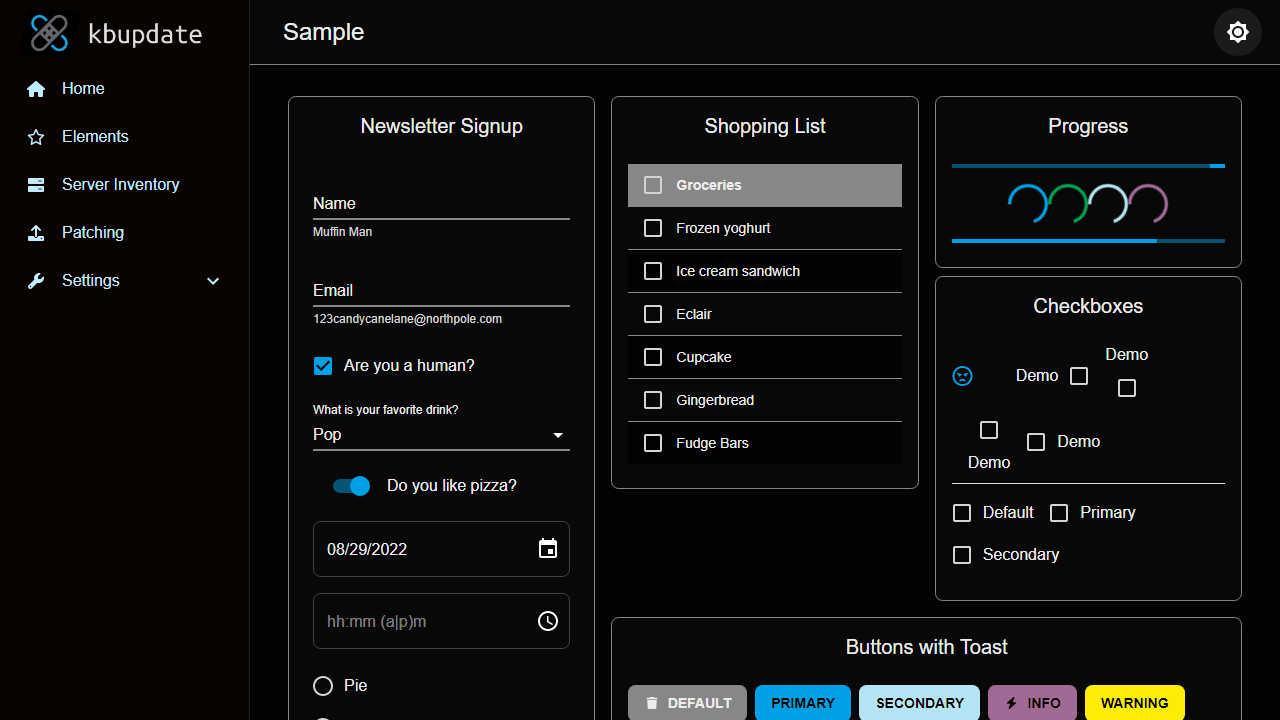 kbupdate
Home
Elements
Server Inventory
Patching
Settings
Sample
Newsletter Signup
Name
Muffin Man
Email
123candycanelane@northpole.com
Are you a human?
What is your favorite drink?
Pop
Do you like pizza?
08/29/2022
hh:mm (a|p)m
Pie
Shopping List
Groceries
Frozen yoghurt
Ice cream sandwich
Eclair
Cupcake
Gingerbread
Fudge Bars
Progress
Checkboxes
Demo
Demo
Demo
Demo
Default
Primary
Secondary
Buttons with Toast
DEFAULT
PRIMARY
SECONDARY
INFO
WARNING